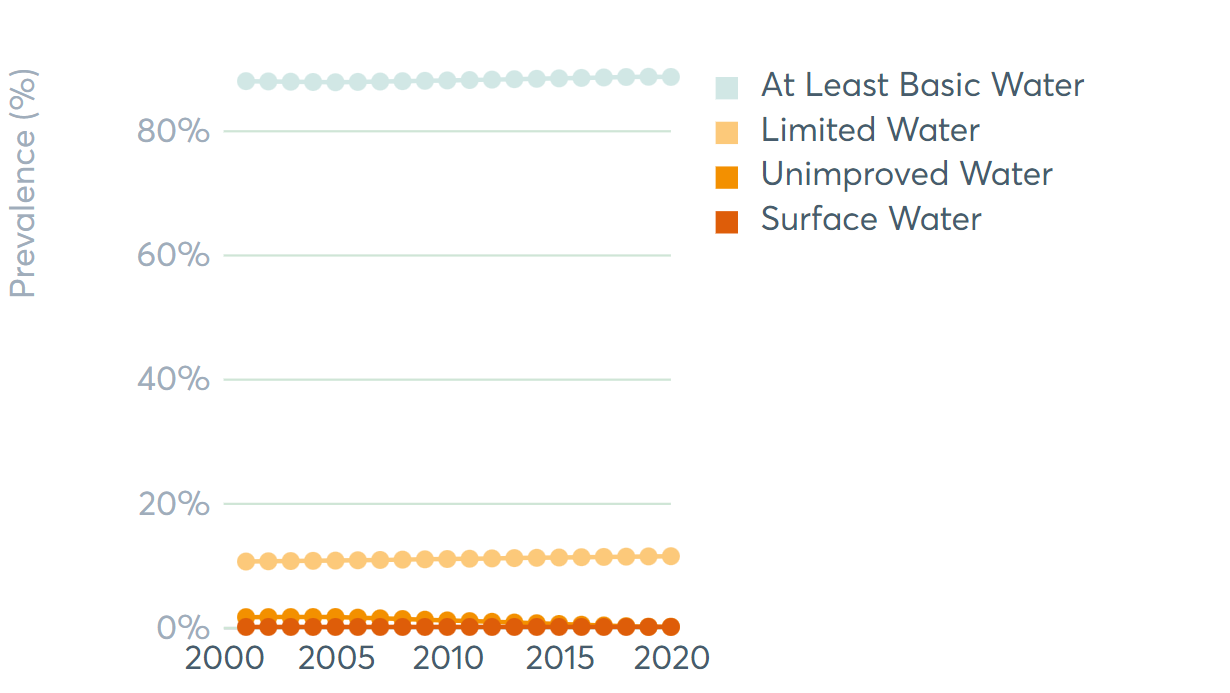 Prevalence (%)
80%
60%
40%
20%
0%
2000 2005 2010 2015 2020
At Least Basic Water
Limited Water
Unimproved Water
Surface Water